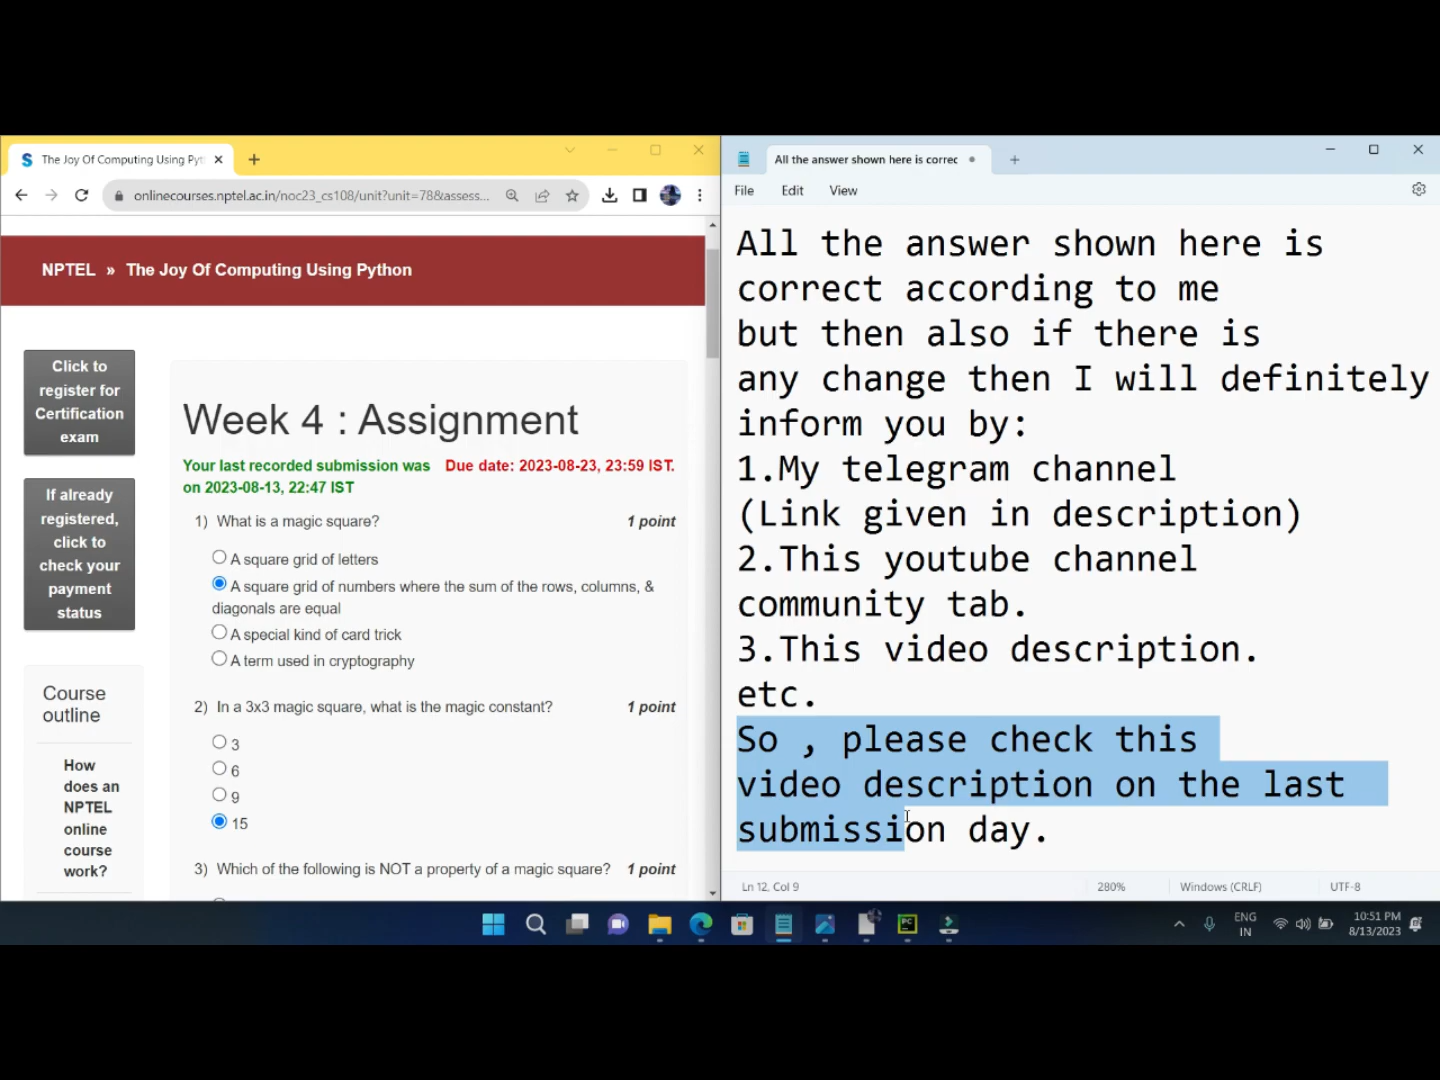 The Joy Of Computing Using Pyt
onlinecourses.nptel.ac.in/noc23_cs108/unit?unit=78&assess...
NPTEL » The Joy Of Computing Using Python
Click to
register for
Certification
exam
If already
registered,
click to
check your
payment
status
Course
outline
How
does an
NPTEL
online
course
work?
Week 4 : Assignment
Your last recorded submission was
on 2023-08-13, 22:47 IST
Due date: 2023-08-23, 23:59 IST.
1) What is a magic square? 1 point
A square grid of letters
A square grid of numbers where the sum of the rows, columns, &
diagonals are equal
A special kind of card trick
A term used in cryptography
2) In a 3x3 magic square, what is the magic constant? 1 point
3
6
9
15
3) Which of the following is NOT a property of a magic square? 1 point
All the answer shown here is correc
File Edit View
All the answer shown here is
correct according to me
but then also if there is
any change then I will definitely
inform you by:
1.My telegram channel
(Link given in description)
2.This youtube channel
community tab.
3.This video description.
etc.
So , please check this
video description on the last
submission day.
Ln 12, Col 9 280% Windows (CRLF) UTF-8
ENG
IN
10:51 PM
8/13/2023